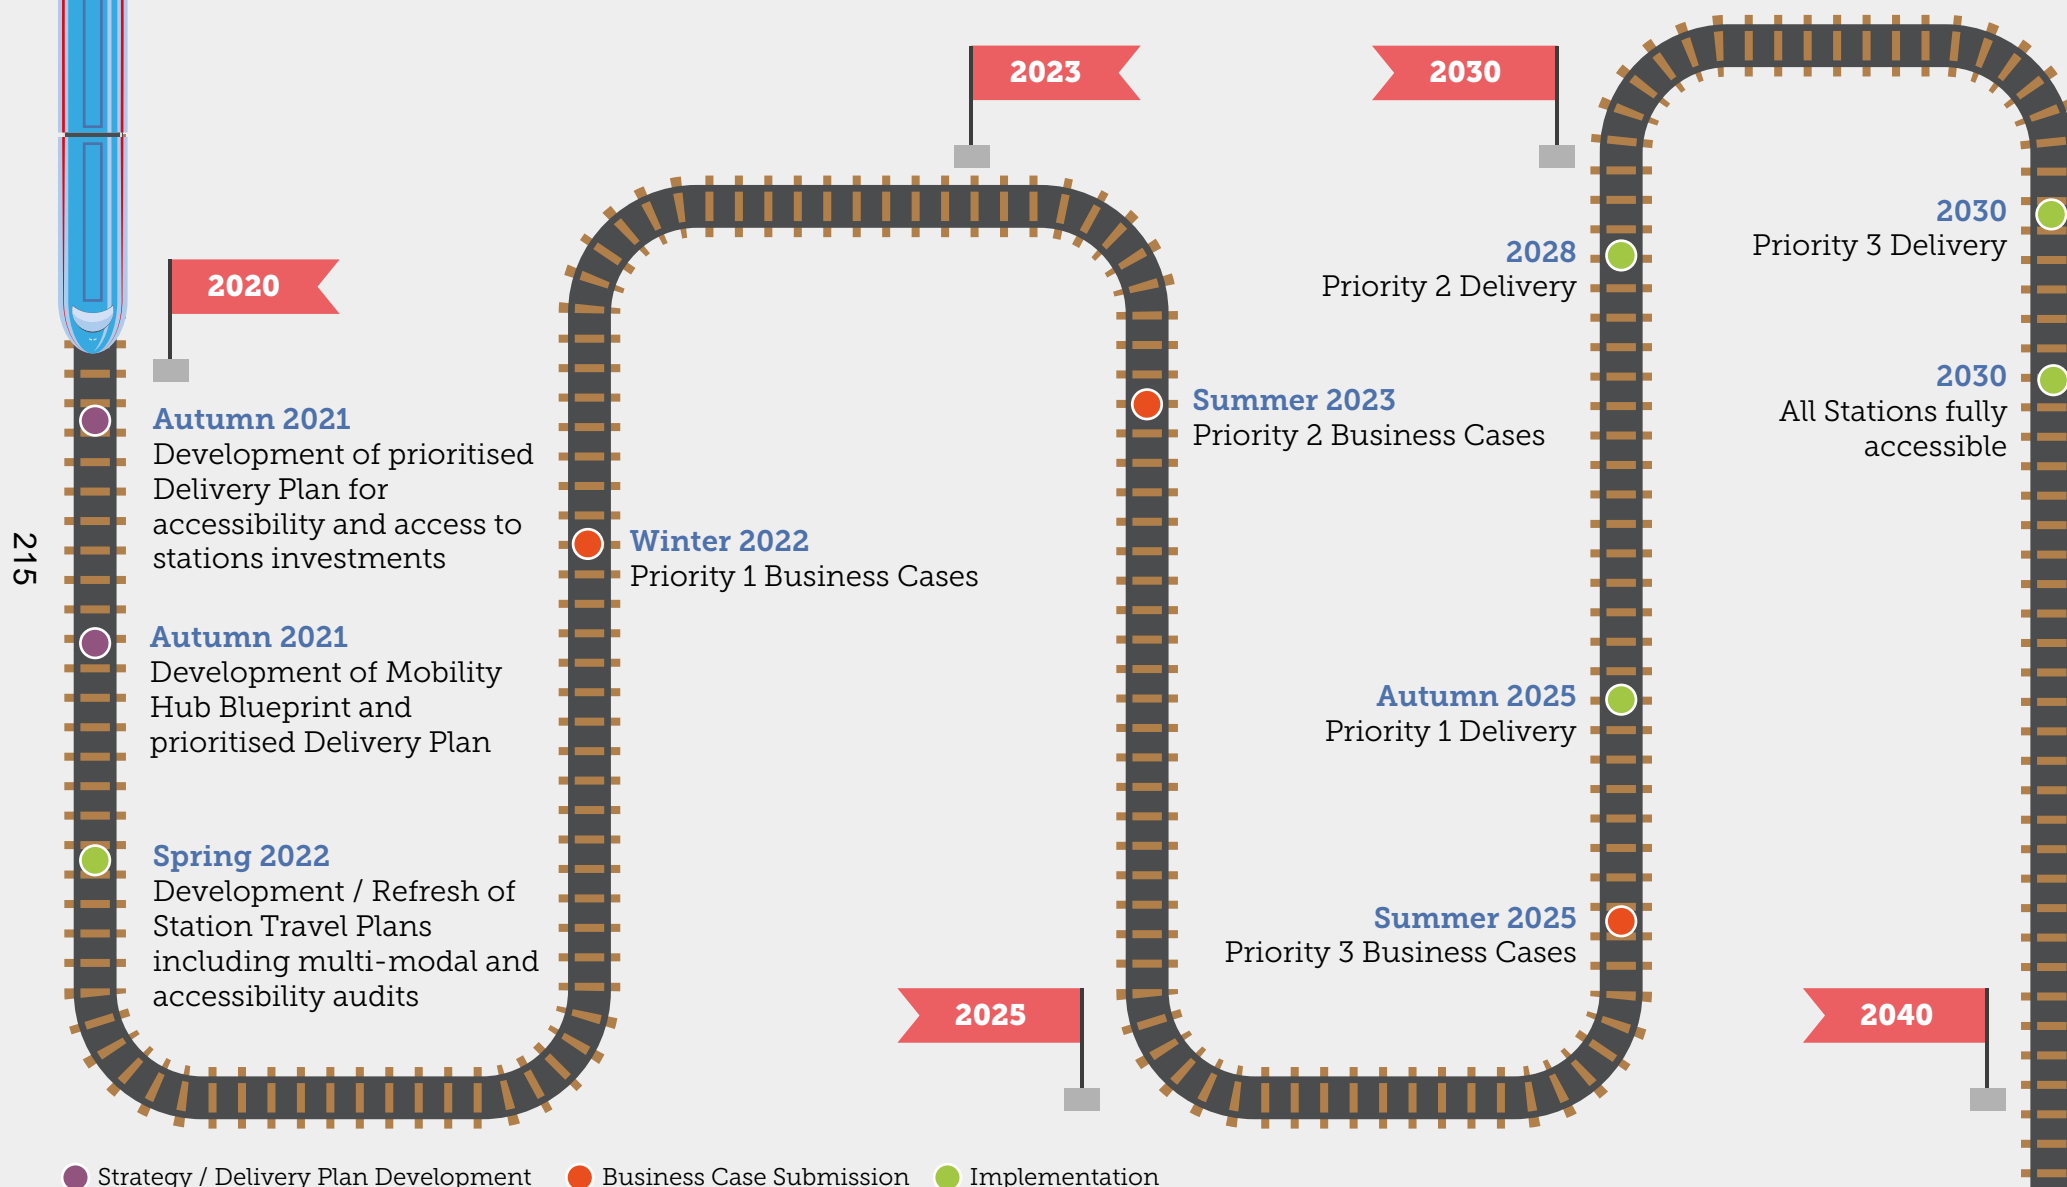 2020
Autumn 2021
Development of prioritised
Delivery Plan for
accessibility and access to
stations investments
Autumn 2021
Development of Mobility
Hub Blueprint and
prioritised Delivery Plan
Spring 2022
Development / Refresh of
Station Travel Plans
including multi-modal and
accessibility audits
Winter 2022
Priority 1 Business Cases
2023
Summer 2023
Priority 2 Business Cases
2025
Summer 2025
Priority 3 Business Cases
Autumn 2025
Priority 1 Delivery
2028
Priority 2 Delivery
2030
2030
Priority 3 Delivery
2030
All Stations fully
accessible
2040
215
Strategy / Delivery Plan Development
Business Case Submission
Implementation